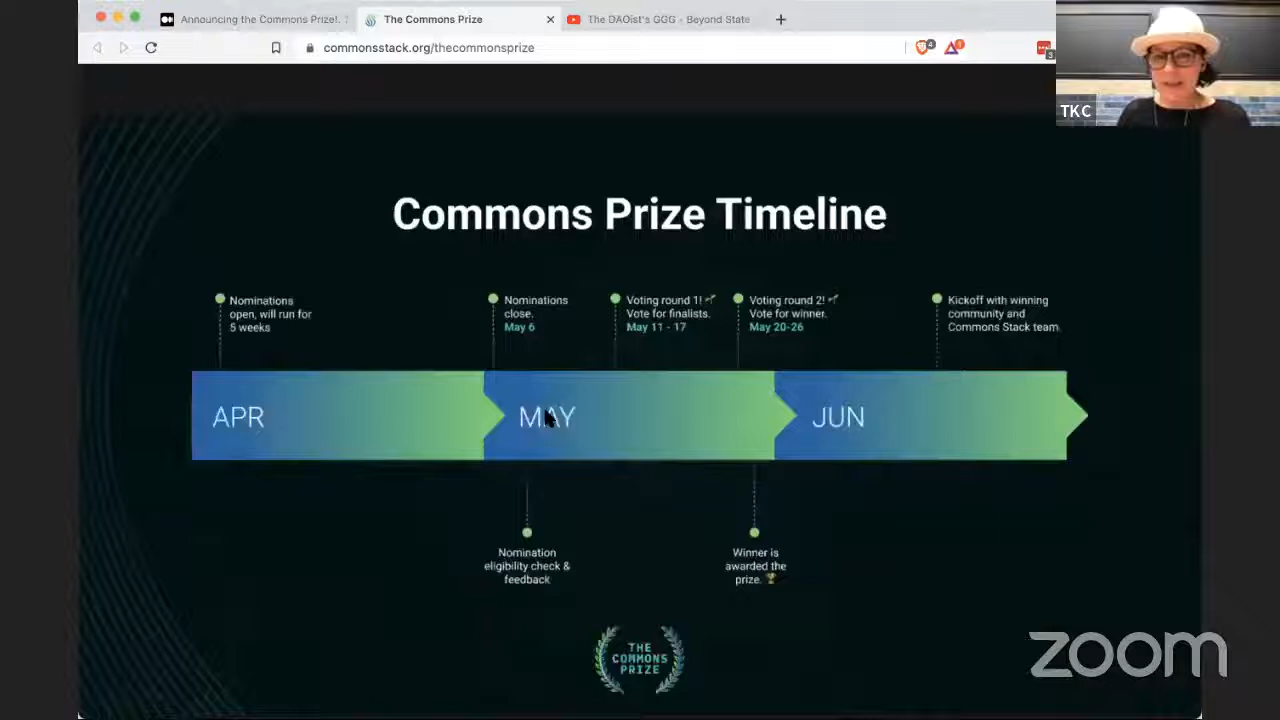 Announcing the Commons Prize!.
The Commons Prize
The DAOist's GGG - Beyond State
commonsstack.org/thecommonsprize
4
1
3
TKC
Commons Prize Timeline
Nominations
open, will run for
5 weeks
Nominations
close.
May 6
Voting round 1!
Vote for finalists.
May 11 - 17
Voting round 2!
Vote for winner.
May 20-26
Kickoff with winning
community and
Commons Stack team
APR
MAY
JUN
Nomination
eligibility check &
feedback
Winner is
awarded the
prize.
THE
COMMONS
PRIZE
zoom